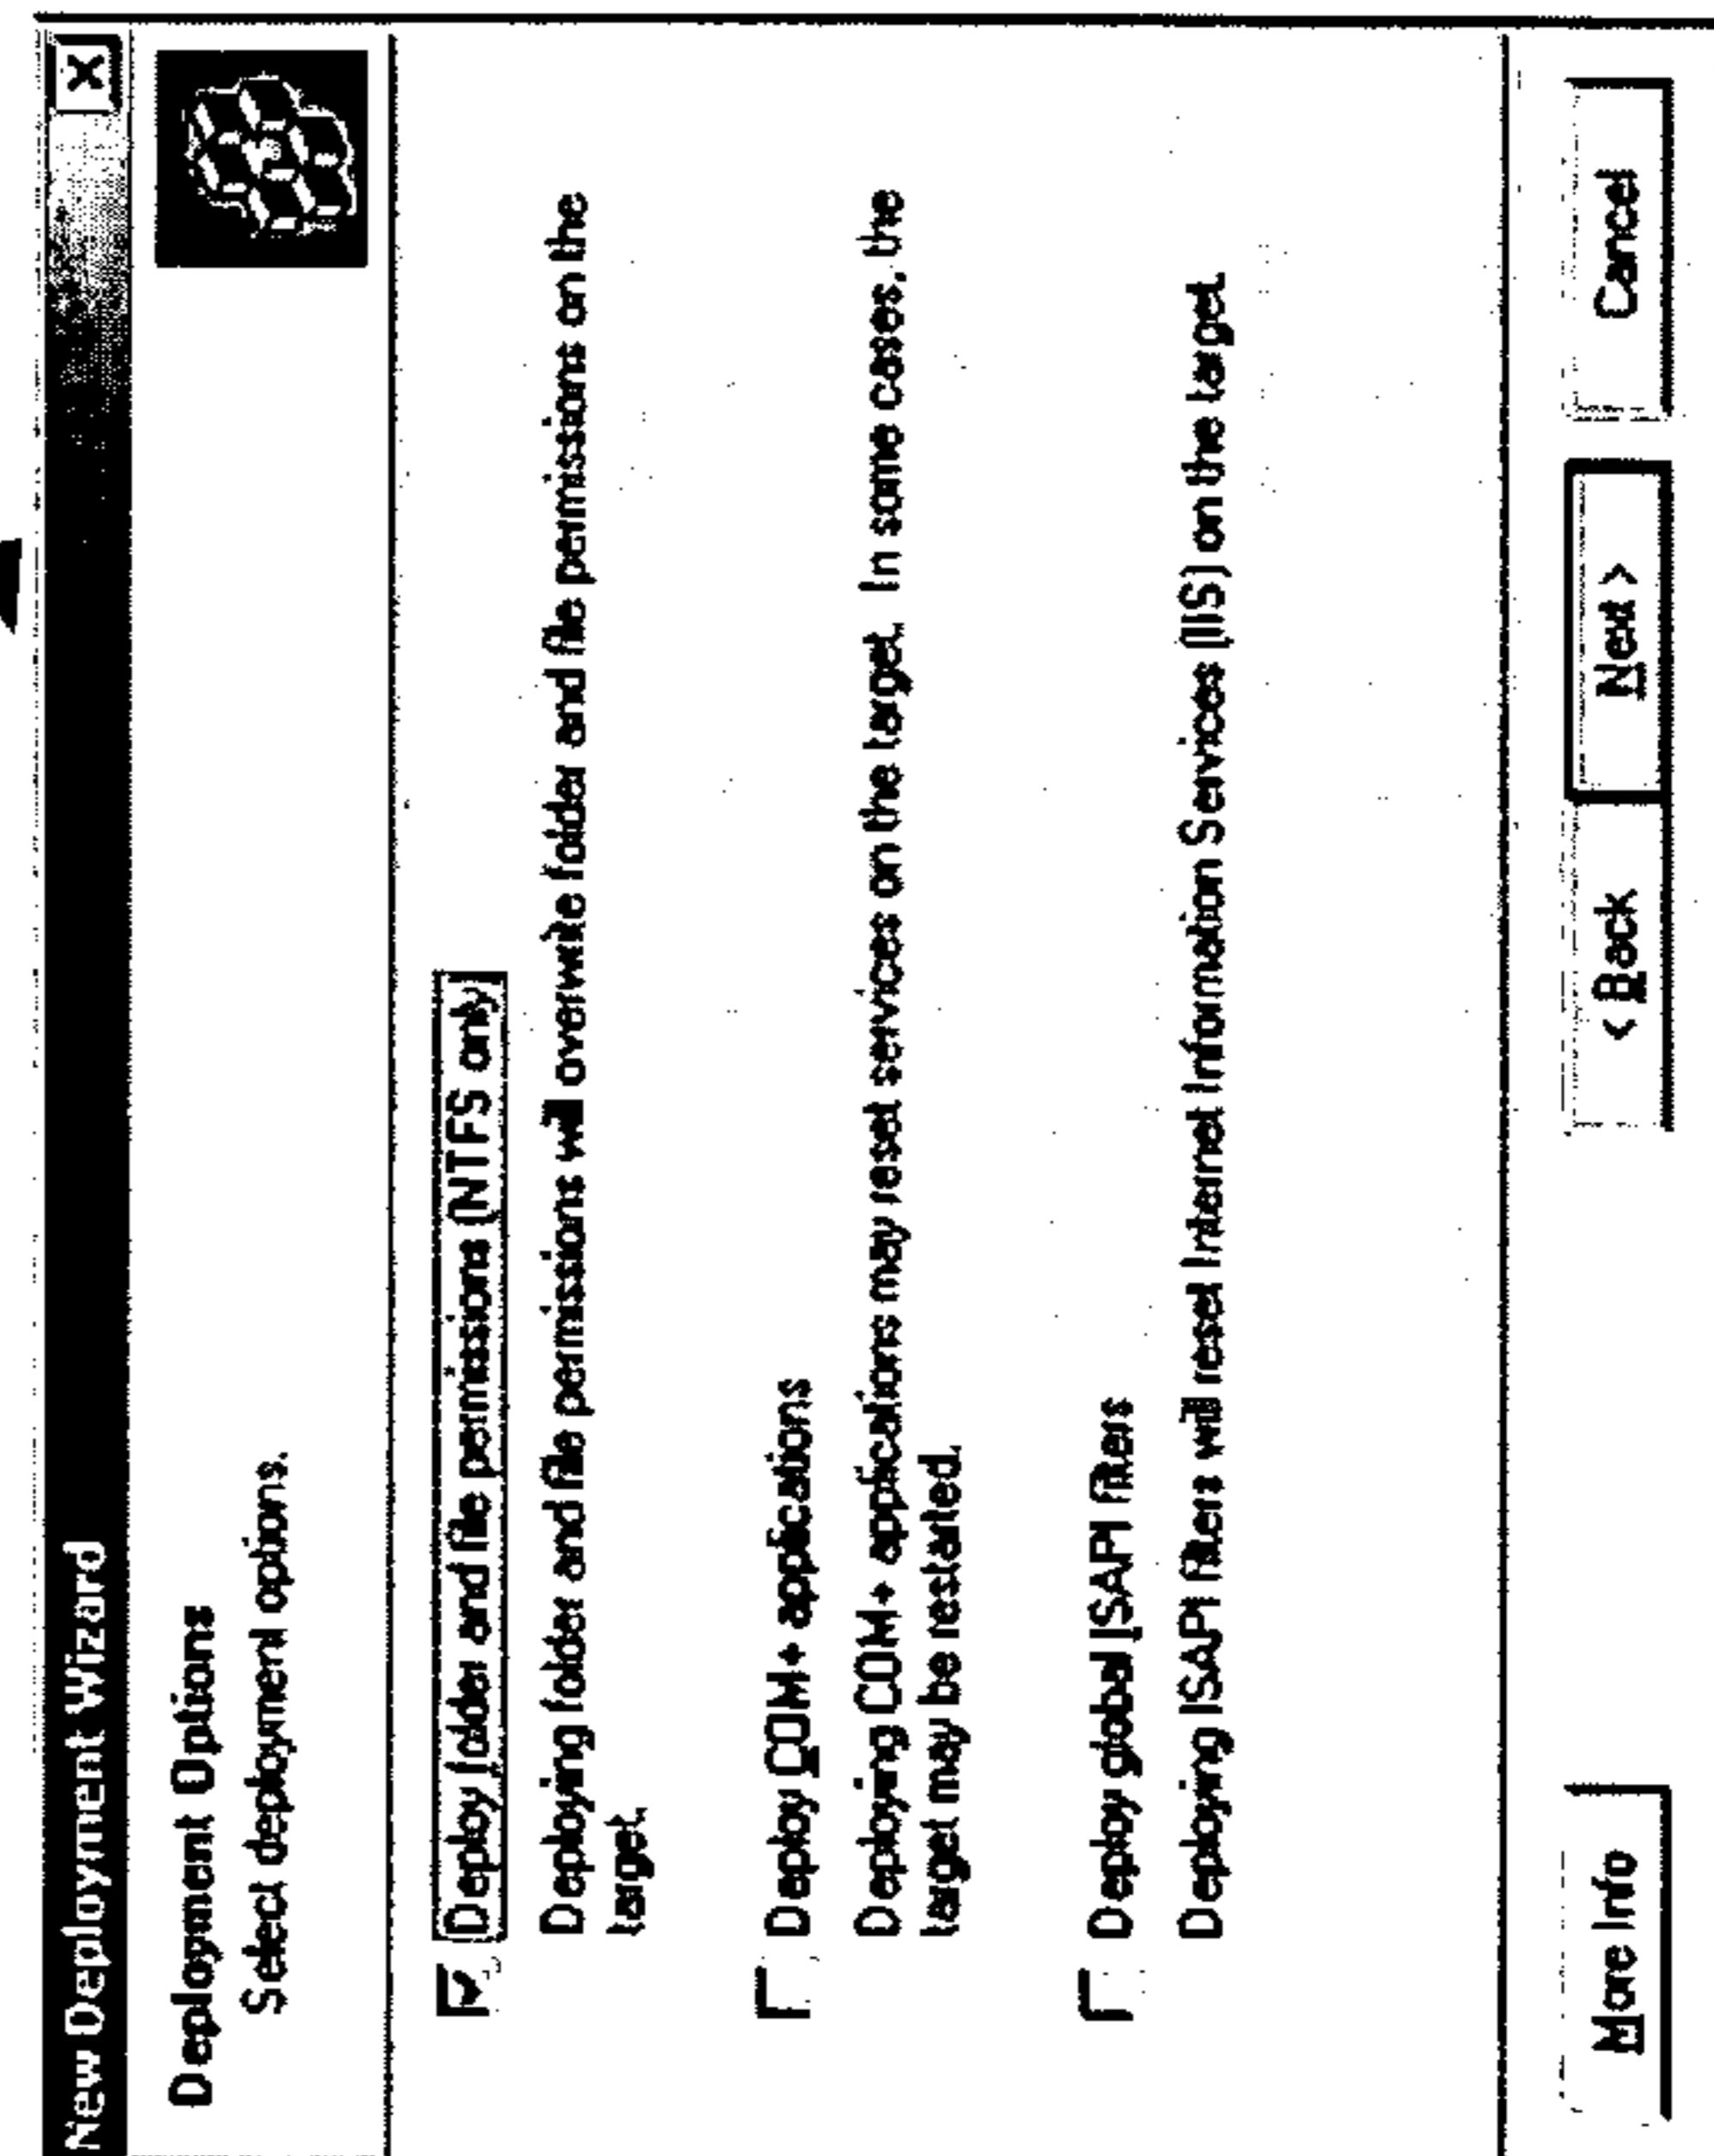 New Deployment Wizard
Deployment Options
Select deployment options.
Deploy folder and file permissions (NTFS only)
Deploying folder and file permissions will overwrite folder and file permissions on the
target.
Deploy COM+ applications
Deploying COM+ applications may reset services on the target. In some cases, the
target may be restarted.
Deploy global ISAPI filters
Deploying ISAPI filters will reset Internet Information Services (IIS) on the target.
More Info
< Back
Next >
Cancel